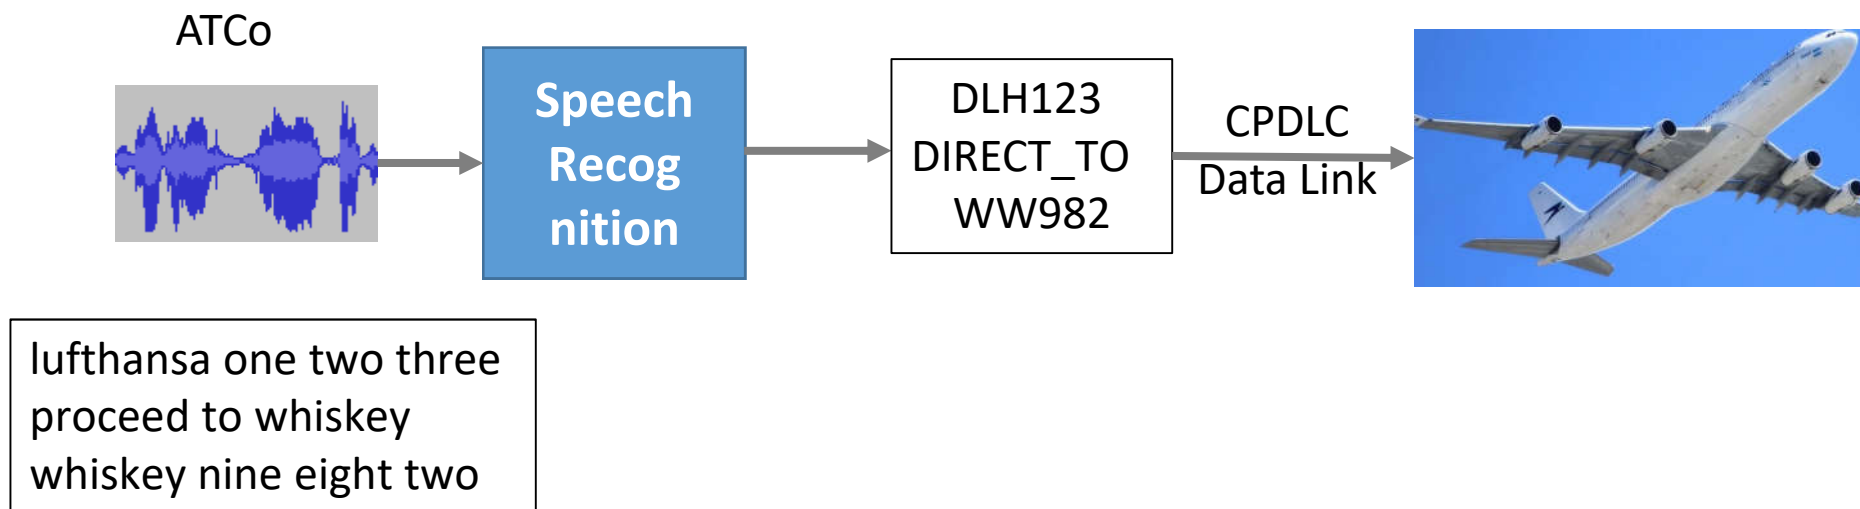 ATCo
Speech
Recog
nition
DLH123
DIRECT_TO
WW982
CPDLC
Data Link
lufthansa one two three
proceed to whiskey
whiskey nine eight two